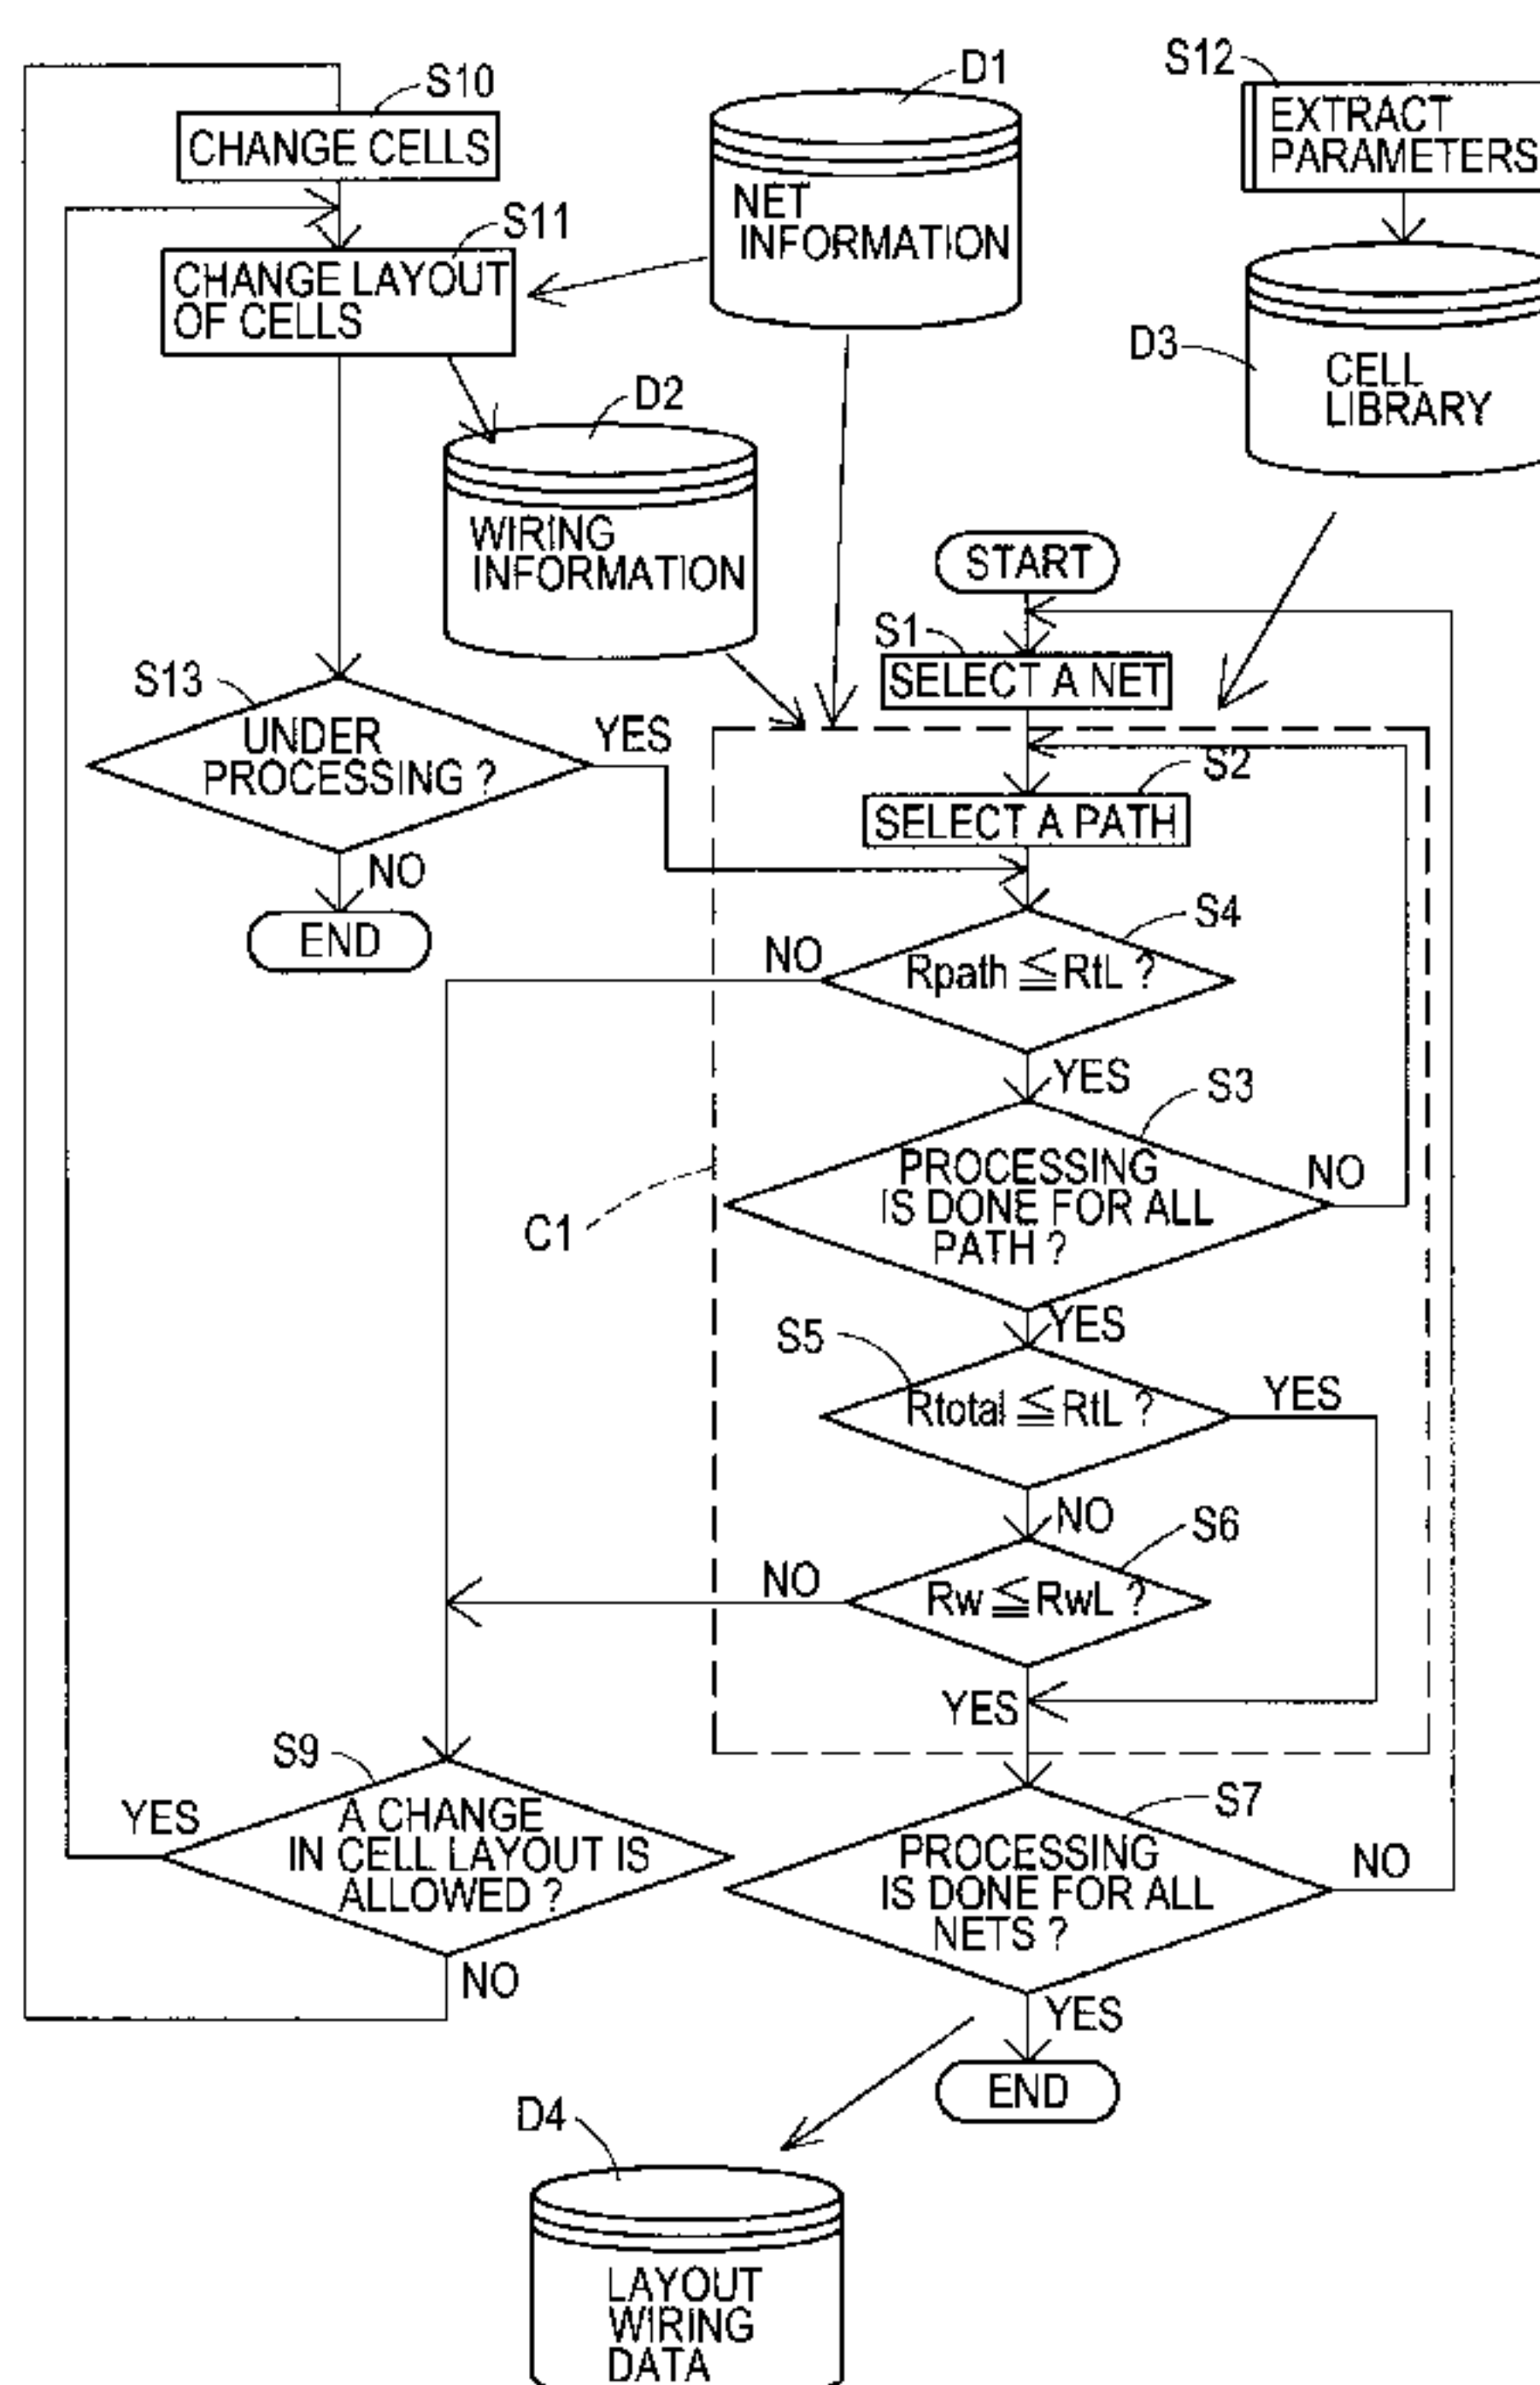 S10
CHANGE CELLS
S11
CHANGE LAYOUT
OF CELLS
D1
NET
INFORMATION
S12
EXTRACT
PARAMETERS
D3
CELL
LIBRARY
D2
WIRING
INFORMATION
START
S1
SELECT A NET
S13
UNDER
PROCESSING ?
YES
NO
END
S2
SELECT A PATH
S4
Rpath ≦ RtL ?
NO
YES
S3
PROCESSING
IS DONE FOR ALL
PATH ?
NO
C1
YES
S5
Rtotal ≦ RtL ?
YES
NO
S6
Rw ≦ RwL ?
NO
YES
S9
A CHANGE
IN CELL LAYOUT IS
ALLOWED ?
YES
NO
S7
PROCESSING
IS DONE FOR ALL
NETS ?
NO
YES
END
D4
LAYOUT
WIRING
DATA